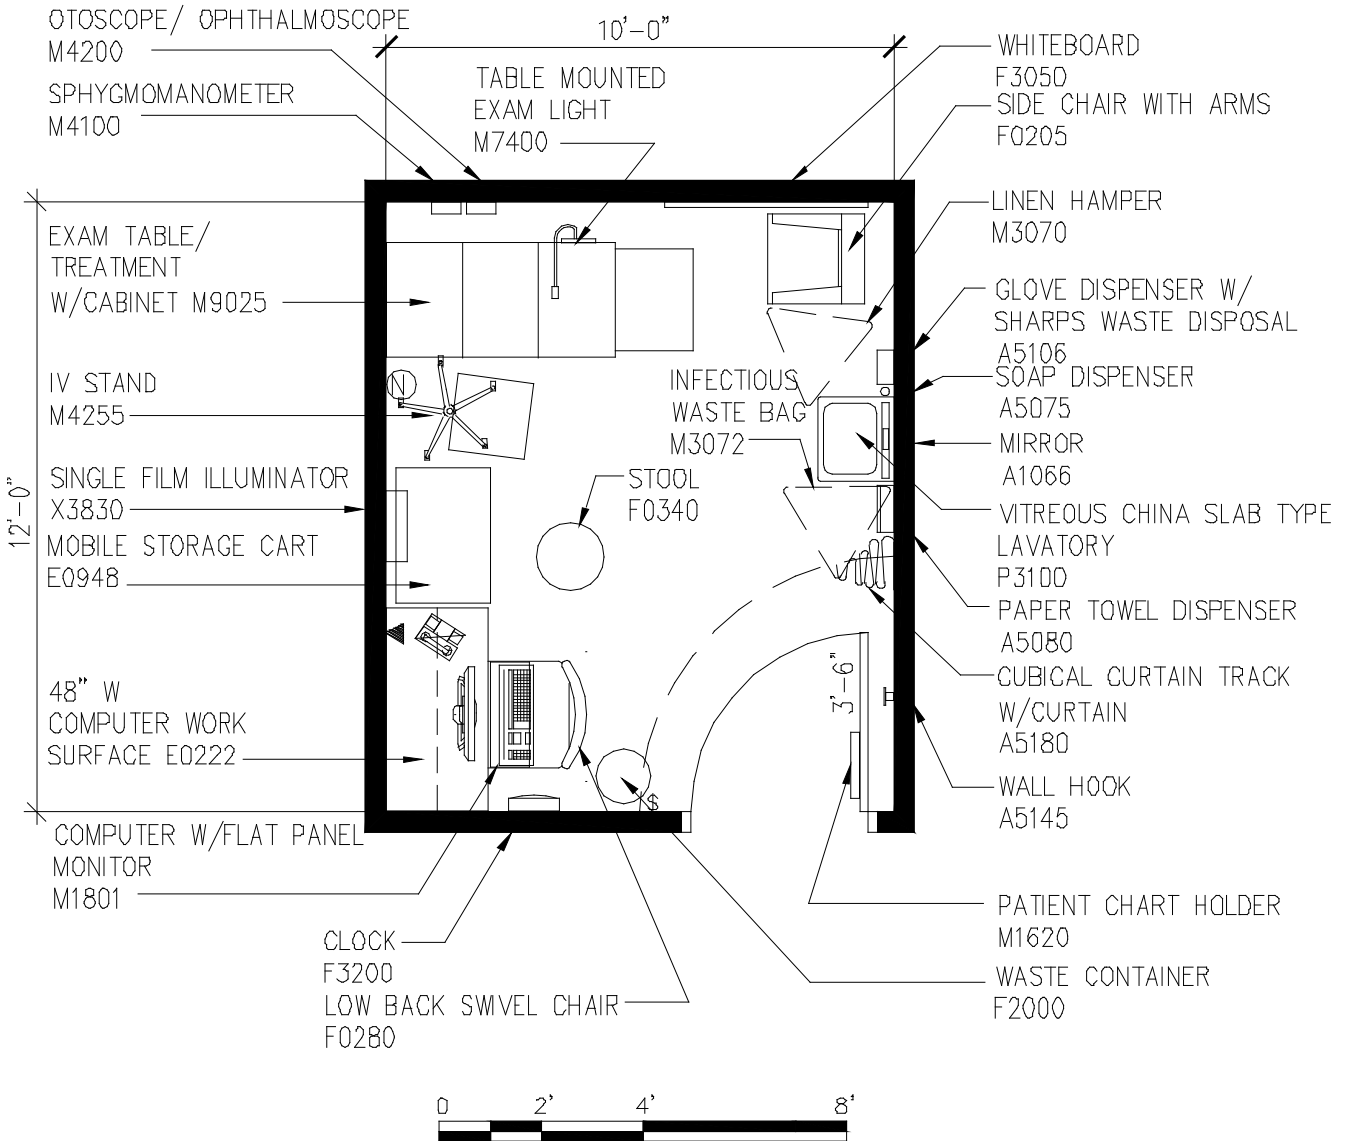 OTOSCOPE/ OPHTHALMOSCOPE
M4200
SPHYGMOMANOMETER
M4100
10'-0"
TABLE MOUNTED
EXAM LIGHT
M7400
WHITEBOARD
F3050
SIDE CHAIR WITH ARMS
F0205
LINEN HAMPER
M3070
GLOVE DISPENSER W/
SHARPS WASTE DISPOSAL
A5106
SOAP DISPENSER
A5075
MIRROR
A1066
VITREOUS CHINA SLAB TYPE
LAVATORY
P3100
PAPER TOWEL DISPENSER
A5080
CUBICAL CURTAIN TRACK
W/CURTAIN
A5180
WALL HOOK
A5145
PATIENT CHART HOLDER
M1620
WASTE CONTAINER
F2000
EXAM TABLE/
TREATMENT
W/CABINET M9025
IV STAND
M4255
SINGLE FILM ILLUMINATOR
X3830
MOBILE STORAGE CART
E0948
12'-0"
48" W
COMPUTER WORK
SURFACE E0222
COMPUTER W/FLAT PANEL
MONITOR
M1801
CLOCK
F3200
LOW BACK SWIVEL CHAIR
F0280
N
INFECTIOUS
WASTE BAG
M3072
STOOL
F0340
3'-6"
$
0 2' 4' 8'